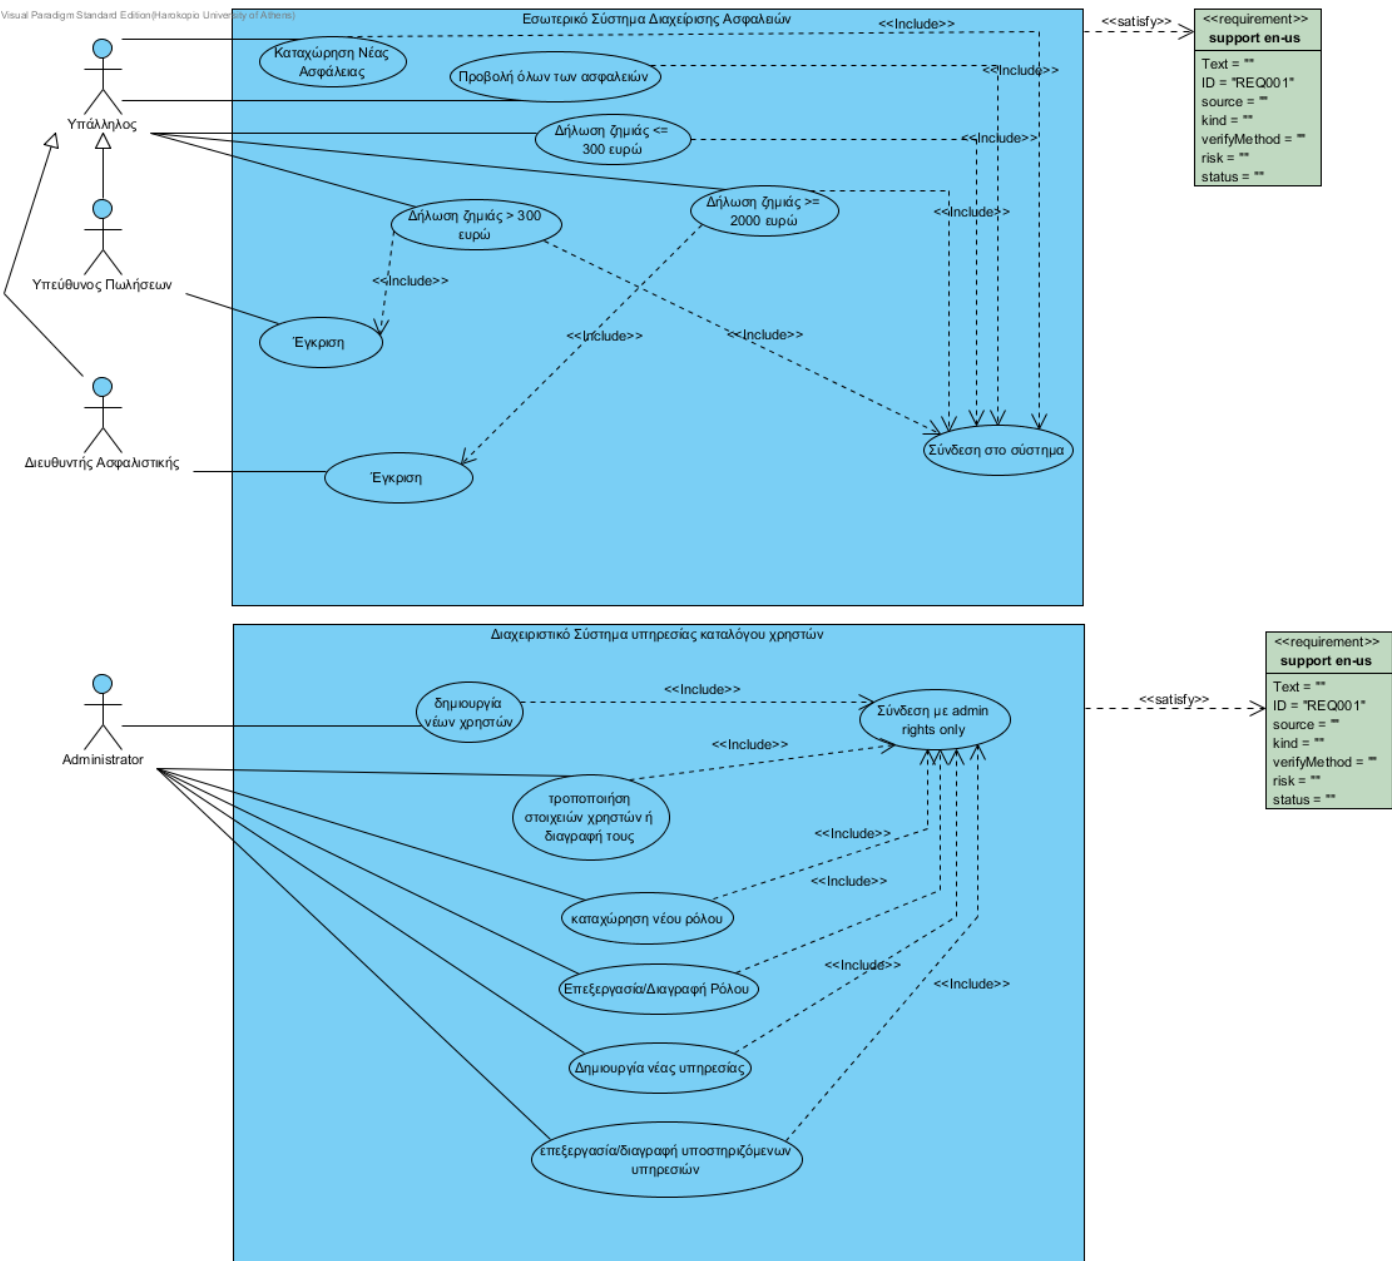 Visual Paradigm Standard Edition(Harokopio University of Athens)
Εσωτερικό Σύστημα Διαχείρισης Ασφαλειών
<<Include>>
<<satisfy>>
<<requirement>>
support en-us
Text = ""
ID = "REQ001"
source = ""
kind = ""
verifyMethod = ""
risk = ""
status = ""
Καταχώρηση Νέας
Ασφάλειας
Προβολή όλων των ασφαλειών
<<Include>>
Υπάλληλος
Δήλωση ζημιάς <=
300 ευρώ
<<Include>>
Δήλωση ζημιάς > 300
ευρώ
Δήλωση ζημιάς >=
2000 ευρώ
<<Include>>
Υπεύθυνος Πωλήσεων
<<Include>>
Έγκριση
<<Include>>
<<Include>>
Διευθυντής Ασφαλιστικής
Έγκριση
Σύνδεση στο σύστημα
Διαχειριστικό Σύστημα υπηρεσίας καταλόγου χρηστών
<<requirement>>
support en-us
Text = ""
ID = "REQ001"
source = ""
kind = ""
verifyMethod = ""
risk = ""
status = ""
<<satisfy>>
Administrator
δημιουργία
νέων χρηστών
<<Include>>
Σύνδεση με admin
rights only
<<Include>>
τροποποιήση
στοιχειών χρηστών ή
διαγραφή τους
<<Include>>
<<Include>>
καταχώρηση νέου ρόλου
<<Include>>
Επεξεργασία/Διαγραφή Ρόλου
<<Include>>
Δημιουργία νέας υπηρεσίας
επεξεργασία/διαγραφή υποστηριζόμενων
υπηρεσιών